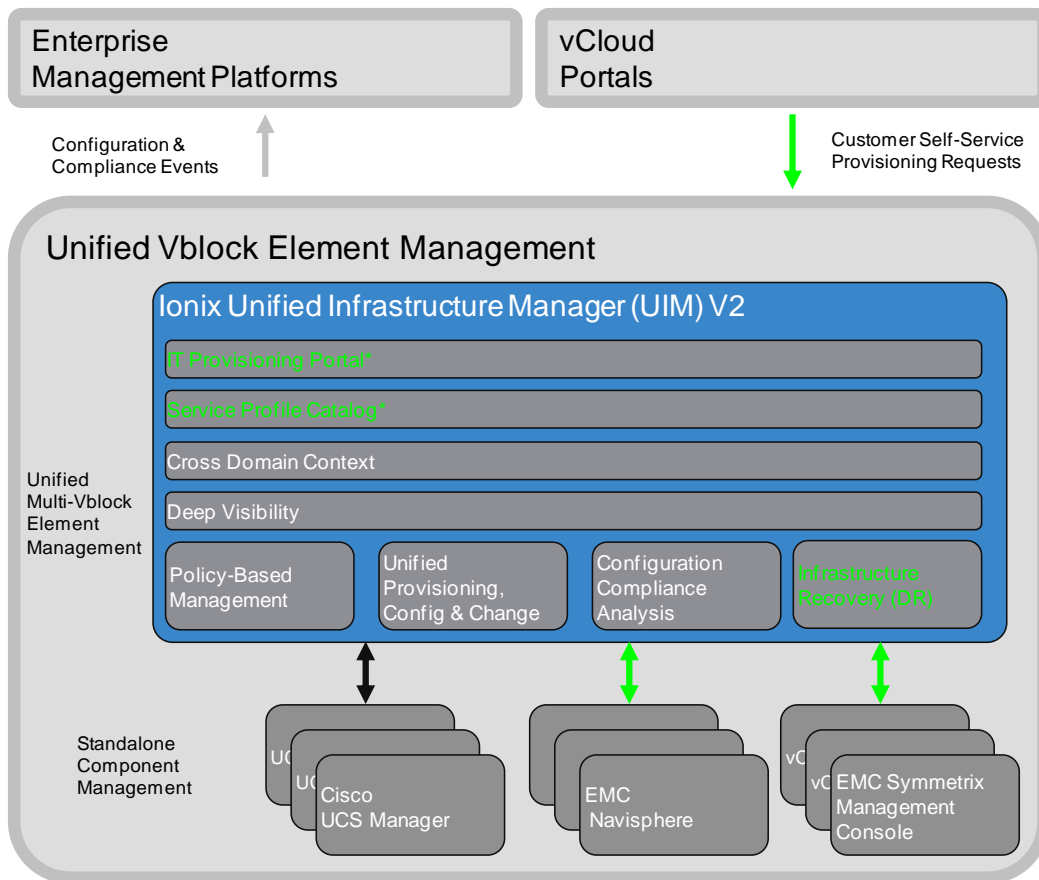 Enterprise
Management Platforms
vCloud
Portals
Configuration &
Compliance Events
Customer Self-Service
Provisioning Requests
Unified Vblock Element Management
Ionix Unified Infrastructure Manager (UIM) V2
IT Provisioning Portal*
Service Profile Catalog*
Cross Domain Context
Deep Visibility
Unified
Multi-Vblock
Element
Management
Policy-Based
Management
Unified
Provisioning,
Config & Change
Configuration
Compliance
Analysis
Infrastructure
Recovery (DR)
Standalone
Component
Management
Cisco
UCS Manager
EMC
Navisphere
EMC Symmetrix
Management
Console